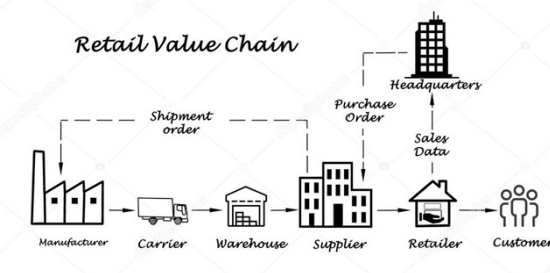 Retail Value Chain
Headquarters
Purchase
Order
Shipment
order
Sales
Data
Manufacturer
Carrier
Warehouse
Supplier
Retailer
Customer